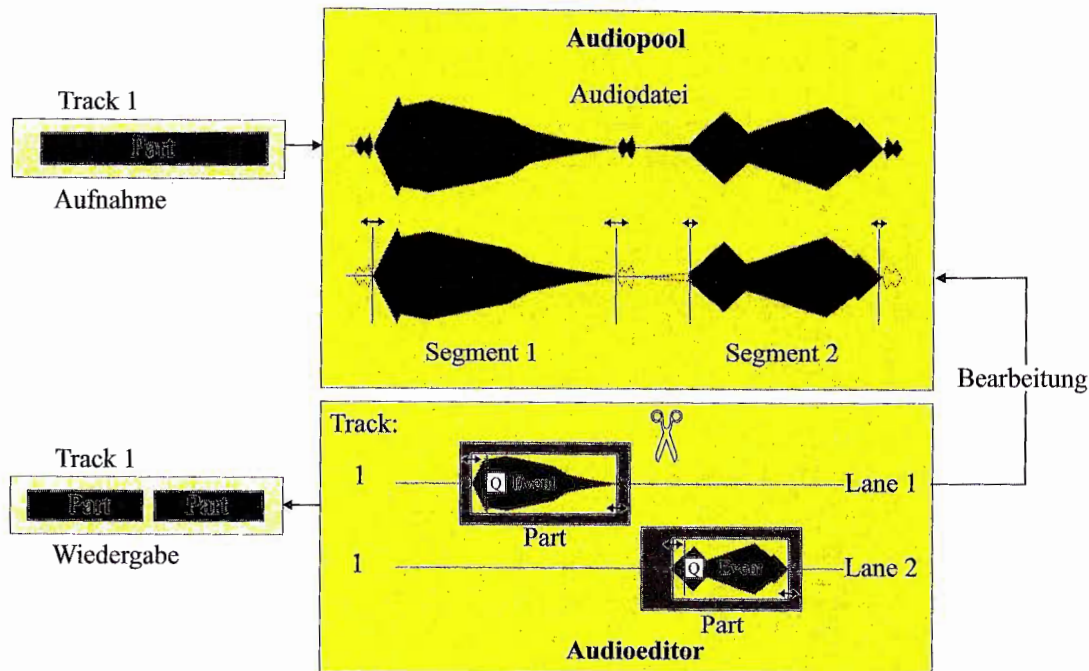 Audiopool
Audiodatei
Track 1
Part
Aufnahme
Segment 1
Segment 2
Bearbeitung
Track:
1
Q
Event
Lane 1
Part
1
Q
Event
Lane 2
Part
Audioeditor
Track 1
Part
Part
Wiedergabe